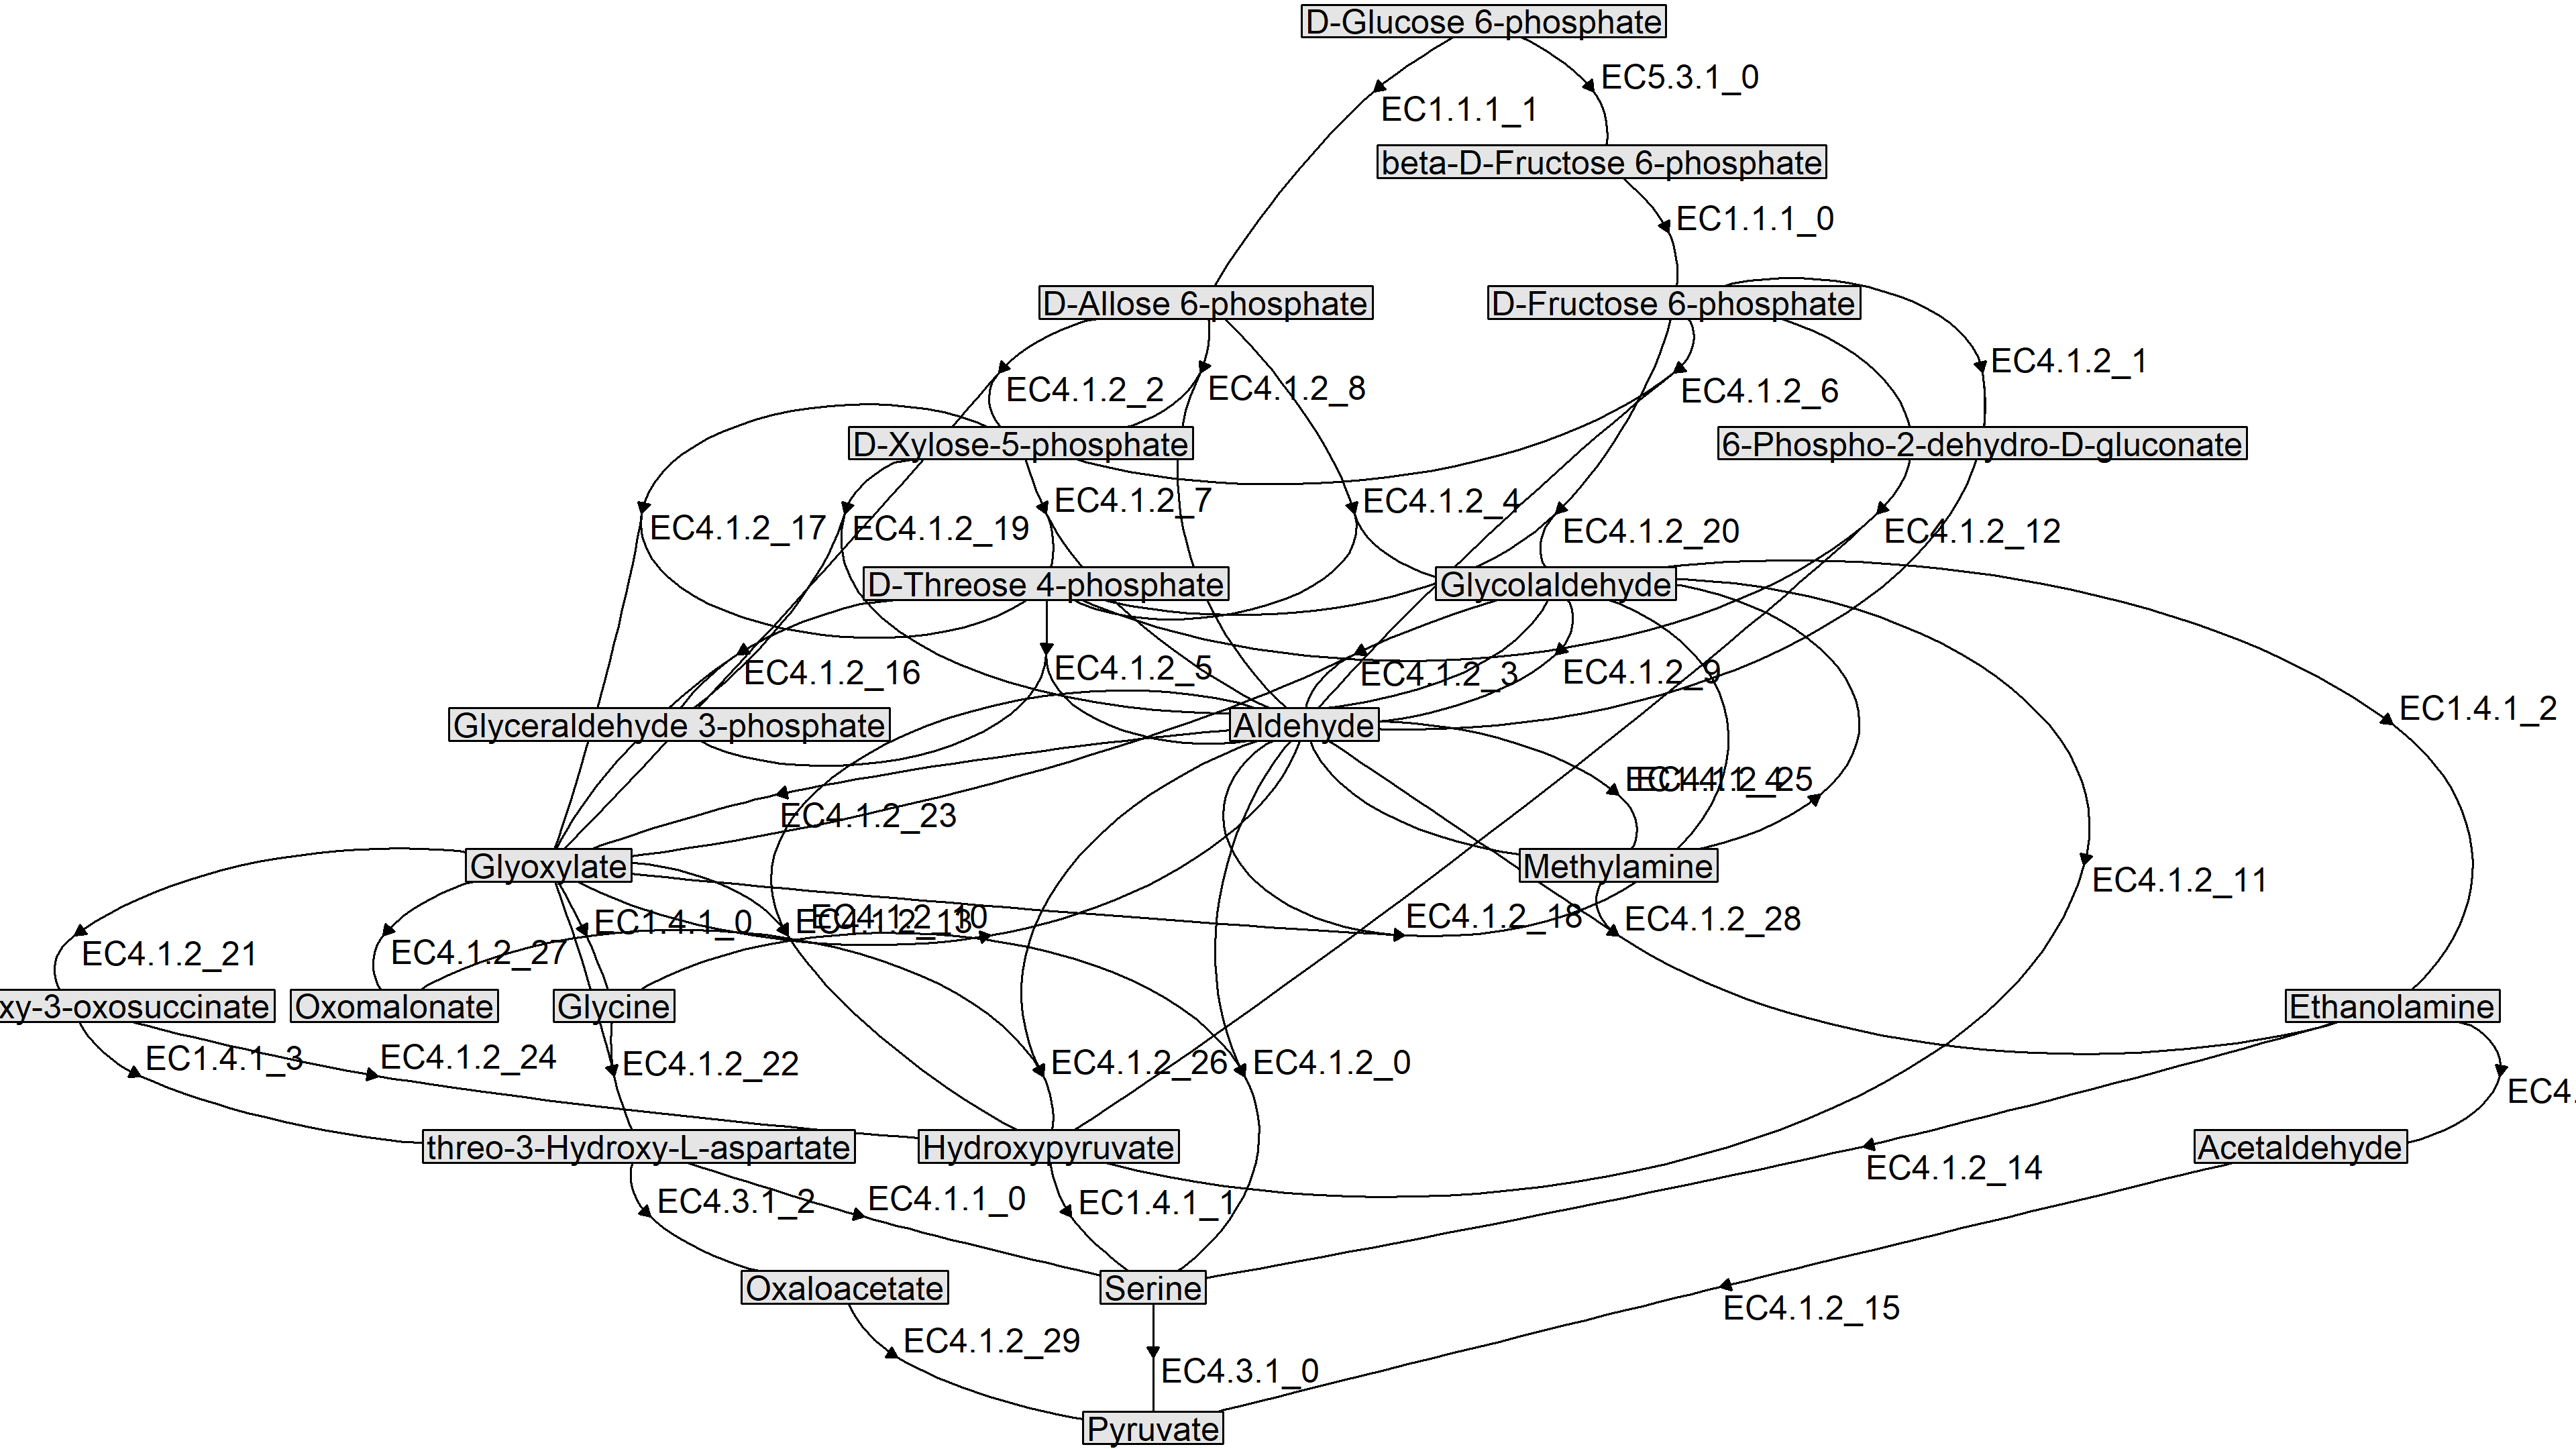 D-Glucose 6-phosphate
EC5.3.1_0
EC1.1.1_1
beta-D-Fructose 6-phosphate
EC1.1.1_0
D-Allose 6-phosphate
D-Fructose 6-phosphate
EC4.1.2_1
EC4.1.2_2
EC4.1.2_8
EC4.1.2_6
D-Xylose-5-phosphate
6-Phospho-2-dehydro-D-gluconate
EC4.1.2_7
EC4.1.2_4
EC4.1.2_17
EC4.1.2_19
EC4.1.2_20
EC4.1.2_12
D-Threose 4-phosphate
Glycolaldehyde
EC4.1.2_16
EC4.1.2_5
EC4.1.2_3
EC4.1.2_9
EC1.4.1_2
Glyceraldehyde 3-phosphate
Aldehyde
EC1.4.1_4
EC4.1.2_25
EC4.1.2_23
Glyoxylate
Methylamine
EC4.1.2_11
EC1.4.1_0
EC4.1.2_13
EC4.1.2_10
EC4.1.2_18
EC4.1.2_28
EC4.1.2_21
EC4.1.2_27
xy-3-oxosuccinate
Oxomalonate
Glycine
Ethanolamine
EC1.4.1_3
EC4.1.2_24
EC4.1.2_22
EC4.1.2_26
EC4.1.2_0
EC4.
threo-3-Hydroxy-L-aspartate
Hydroxypyruvate
Acetaldehyde
EC4.1.2_14
EC4.3.1_2
EC4.1.1_0
EC1.4.1_1
Oxaloacetate
Serine
EC4.1.2_15
EC4.1.2_29
EC4.3.1_0
Pyruvate